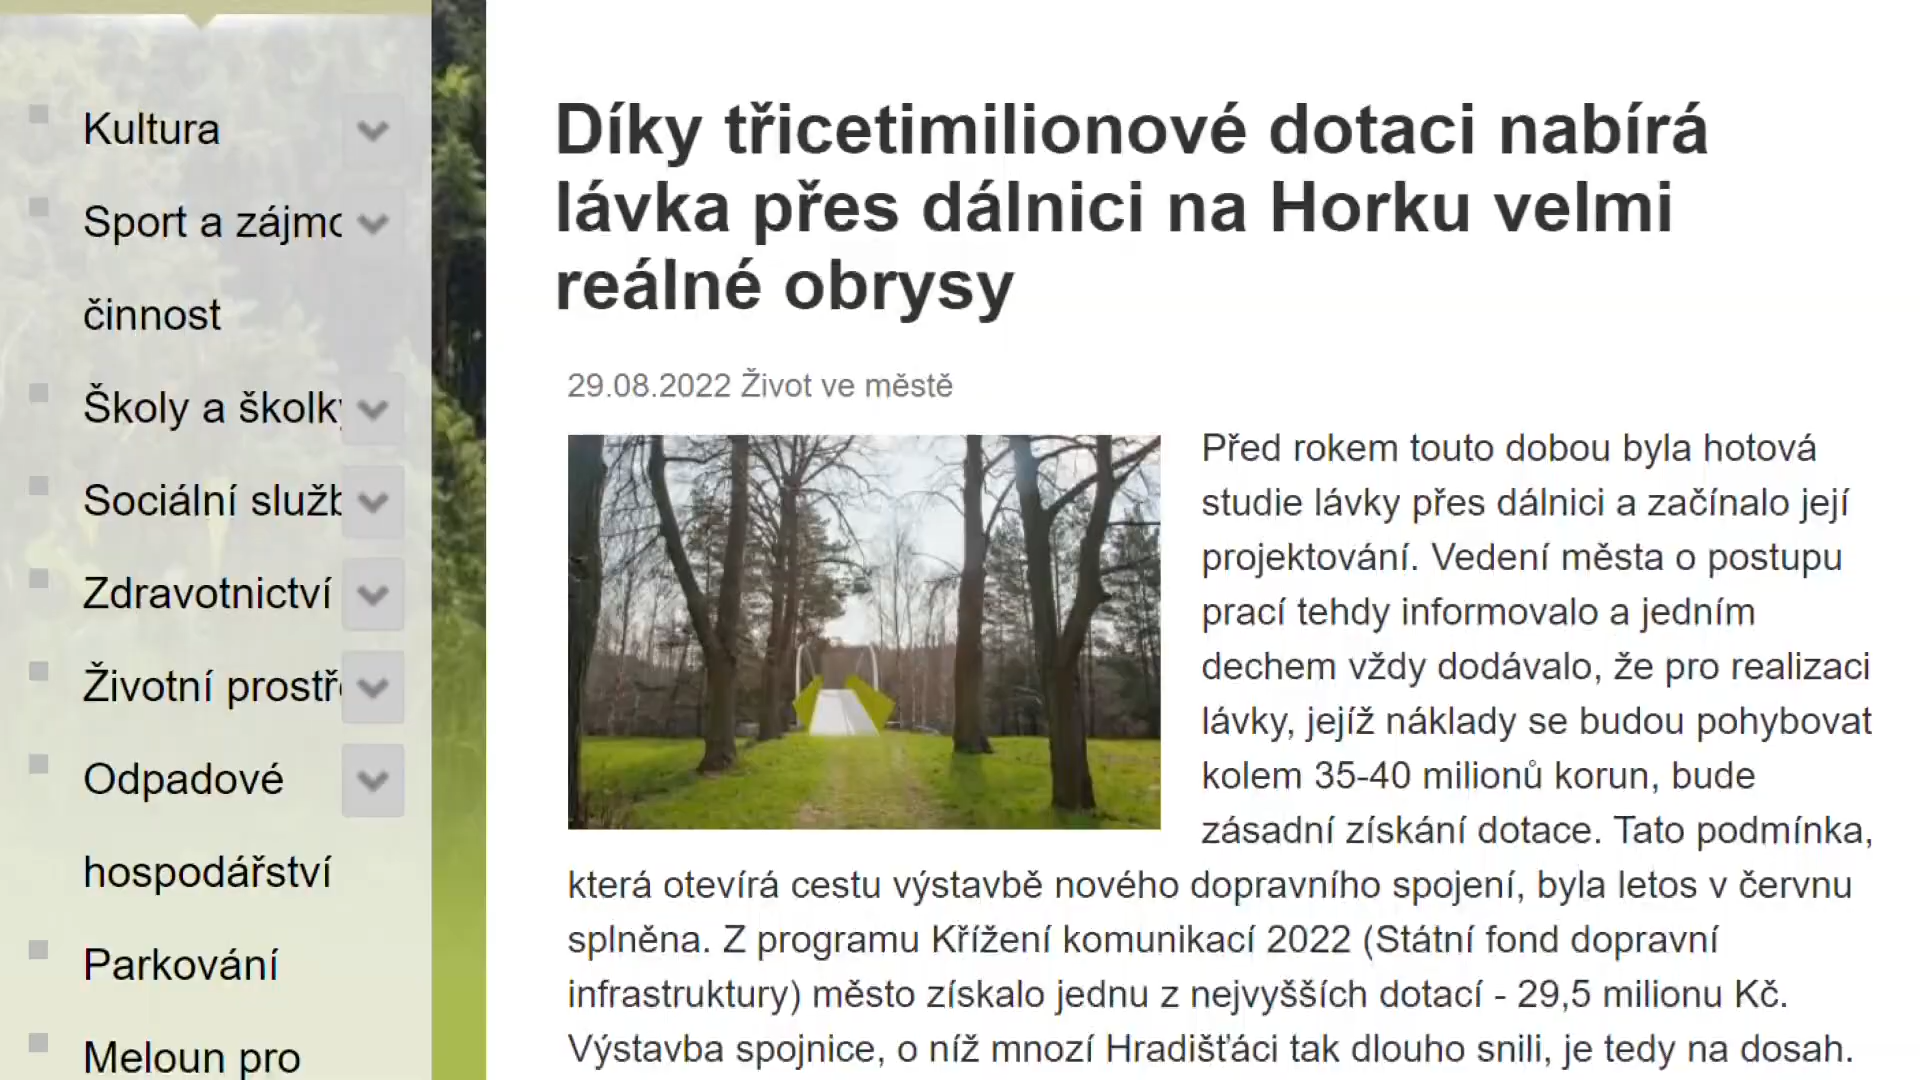 Kultura
Sport a
činnost
Školy a
Sociální
Zdravotnictví
Životní
Odpadové
hospodářství
Parkování
Meloun pro
Díky třicetimilionové dotaci nabírá
lávka přes dálnici na Horku velmi
reálné obrysy
29.08.2022 Život ve městě
Před rokem touto dobou byla hotová
studie lávky přes dálnici a začínalo její
projektování. Vedení města o postupu
prací tehdy informovalo a jedním
dechem vždy dodávalo, že pro realizaci
lávky, jejíž náklady se budou pohybovat
kolem 35-40 milionů korun, bude
zásadní získání dotace. Tato podmínka,
která otevírá cestu výstavbě nového dopravního spojení, byla letos v červnu
splněna. Z programu Křížení komunikací 2022 (Státní fond dopravní
infrastruktury) město získalo jednu z nejvyšších dotací - 29,5 milionu Kč.
Výstavba spojnice, o níž mnozí Hradišťáci tak dlouho snili, je tedy na dosah.